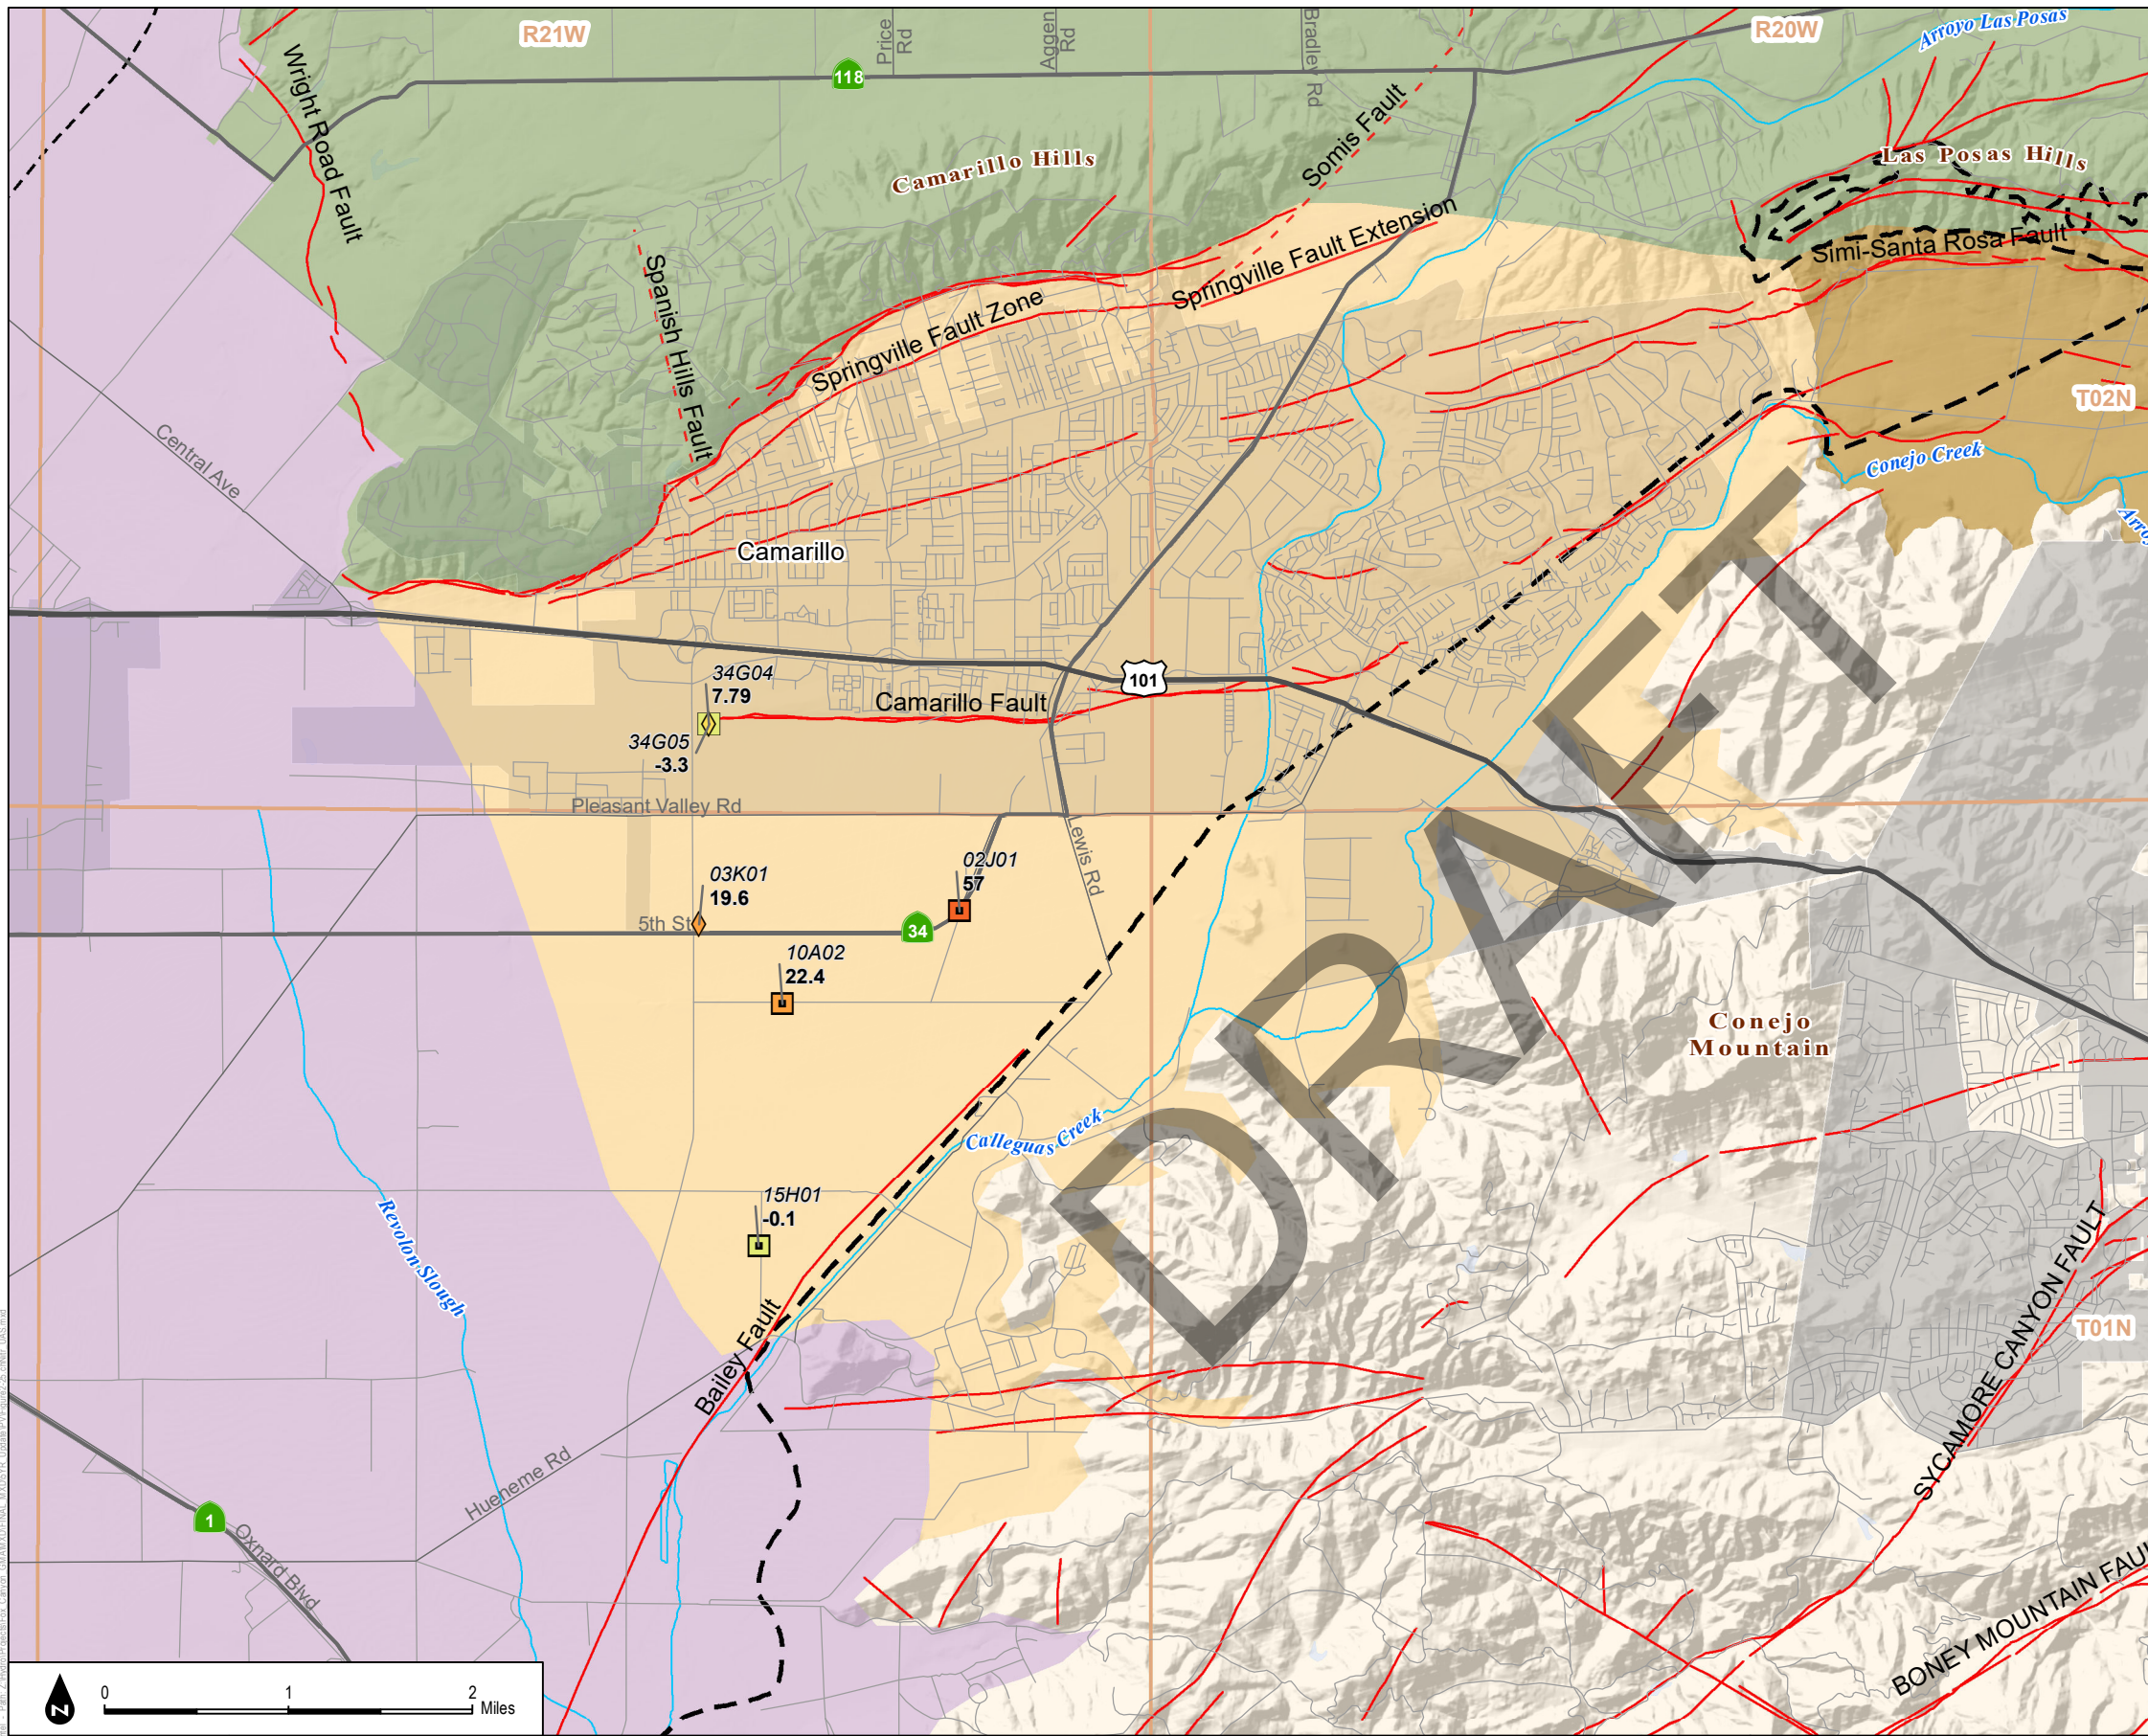 R21W
Price
Rd
Aggen
Rd
Bradley Rd
R20W
Arroyo Las Posas
118
Wright Road Fault
Camarillo Hills
Somis Fault
Las Posas Hills
Springville Fault Extension
Simi-Santa Rosa Fault
Spanish Hills Fault
Springville Fault Zone
T02N
Central Ave
Conejo Creek
Camarillo
34G04
7.79
101
Camarillo Fault
34G05
-3.3
Pleasant Valley Rd
Lewis Rd
02J01
57
03K01
19.6
5th St
34
10A02
22.4
DRAFT
Conejo
Mountain
Calleguas Creek
15H01
-0.1
Revolon Slough
Bailey Fault
SYCAMORE CANYON FAULT
T01N
Hueneme Rd
1
Oxnard Blvd
BONEY MOUNTAIN FAU
N
0 1 2 Miles